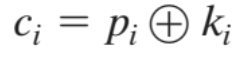 cᵢ = pᵢ ⊕ kᵢ